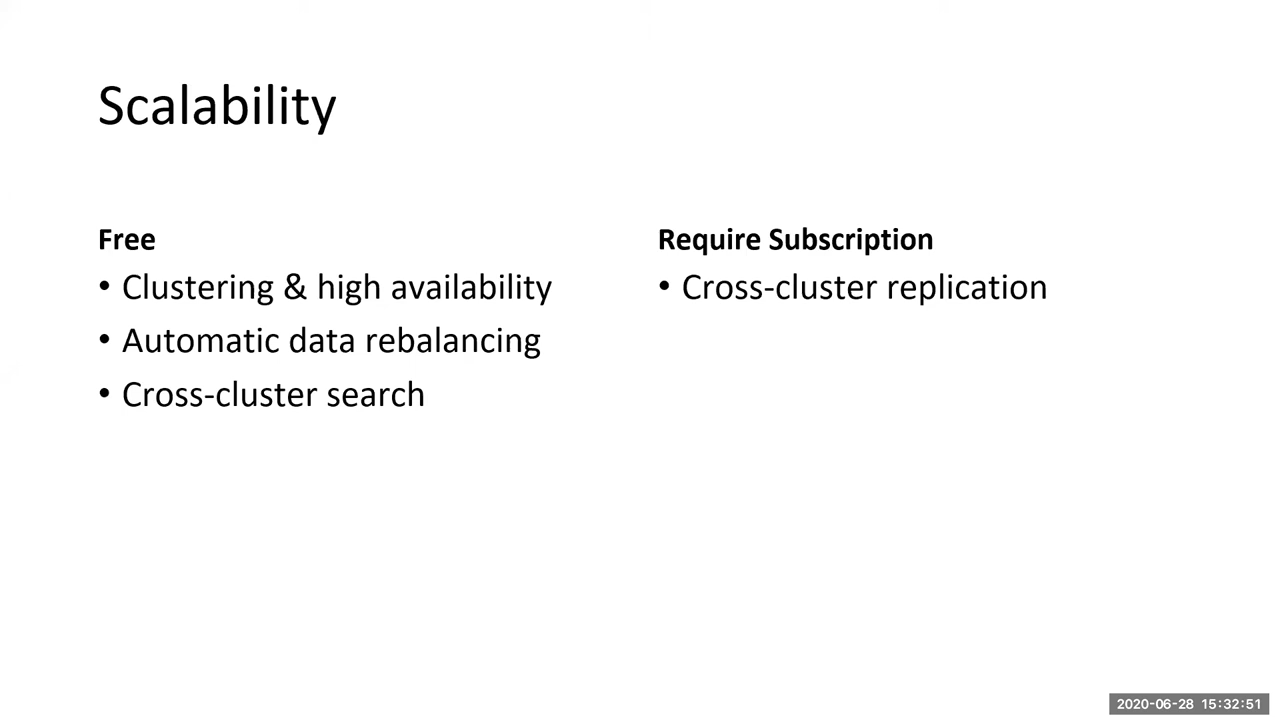 Scalability
Free
• Clustering & high availability
• Automatic data rebalancing
• Cross-cluster search
Require Subscription
• Cross-cluster replication
2020-06-28 15:32:51